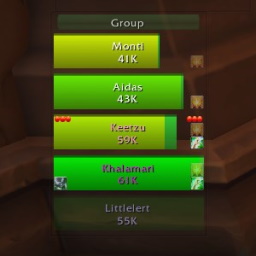 Group
Monti
41K
Aidas
43K
Keetzu
59K
Khalamari
61K
Littlelert
55K